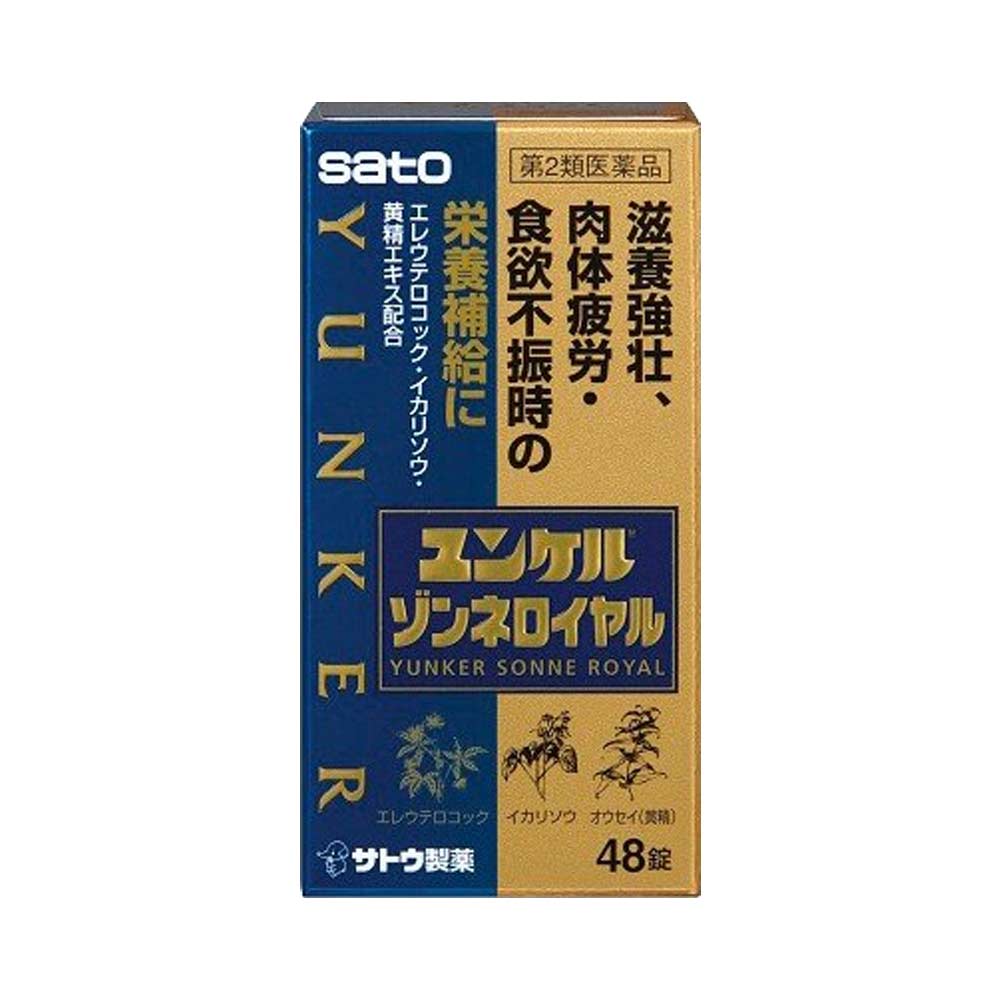 sato
第2類医薬品
滋養強壮、
肉体疲労・
食欲不振時の
栄養補給に
エレウテロコック・イカリソウ・
黄精エキス配合
YUNKER
ユンケル
ゾンネロイヤル
YUNKER SONNE ROYAL
エレウテロコック
イカリソウ
オウセイ(黄精)
サトウ製薬
48錠